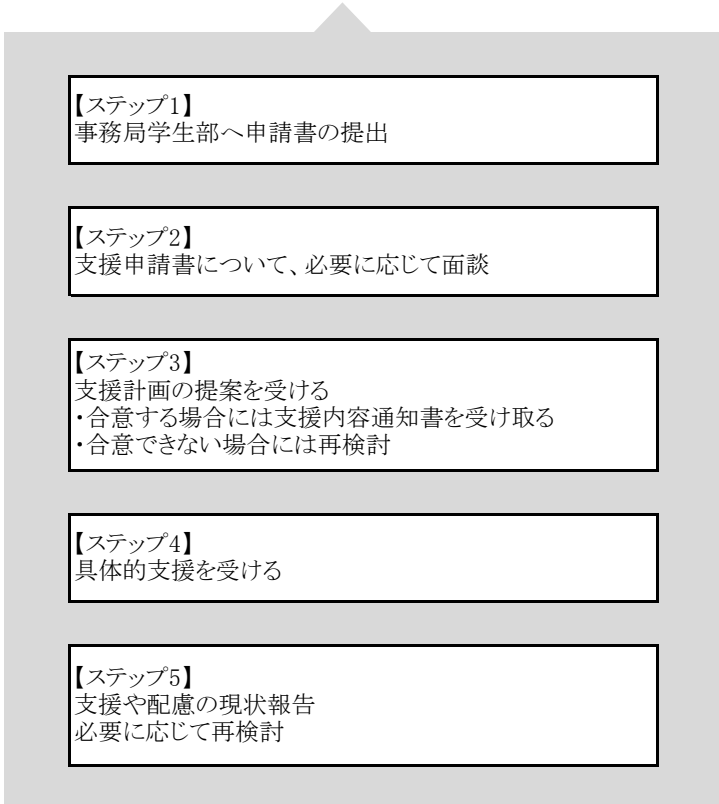 【ステップ1】
事務局学生部へ申請書の提出
【ステップ2】
支援申請書について、必要に応じて面談
【ステップ3】
支援計画の提案を受ける
・合意する場合には支援内容通知書を受け取る
・合意できない場合には再検討
【ステップ4】
具体的支援を受ける
【ステップ5】
支援や配慮の現状報告
必要に応じて再検討